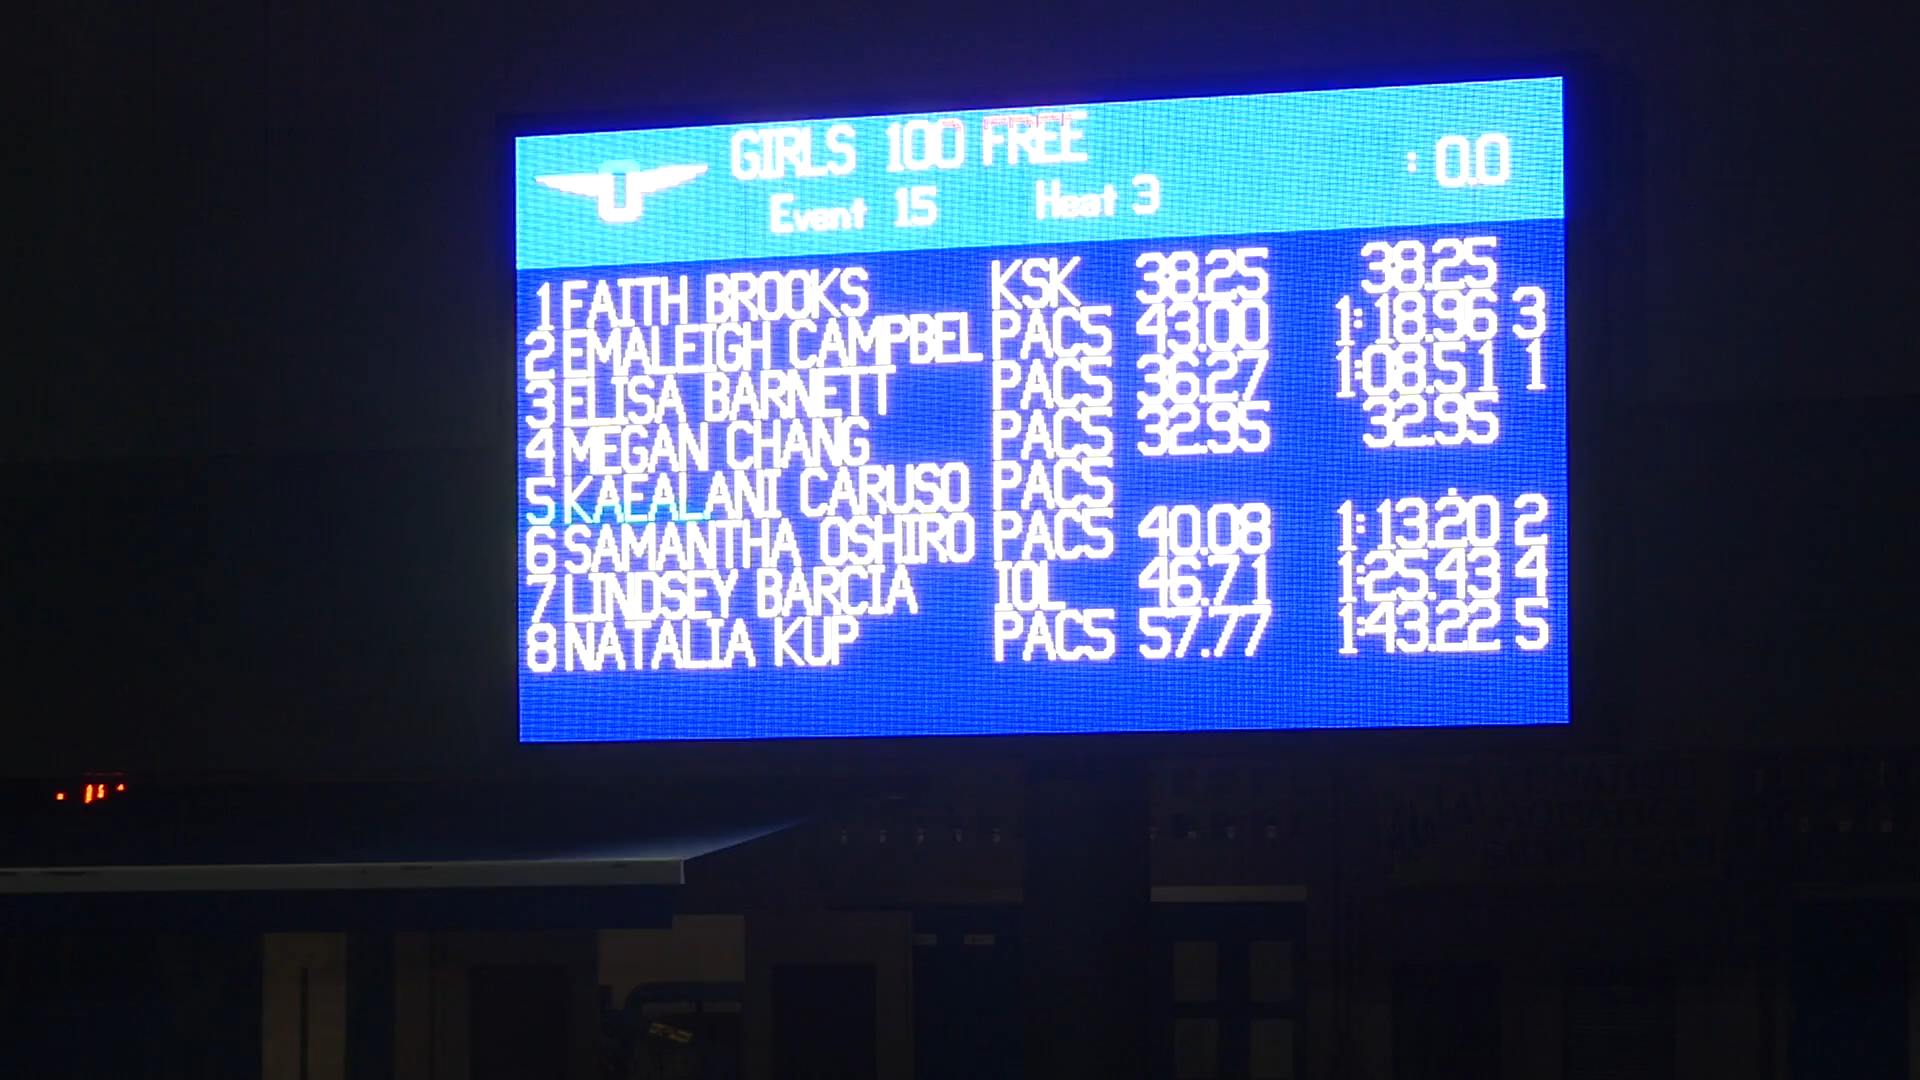 GIRLS 100 FREE
: 0.0
Event 15 Heat 3
1 FAITH BROOKS KSK 38.25 38.25
2 EMALEIGH CAMPBEL PACS 43.00 1:18.96 3
3 ELISA BARNETT PACS 36.27 1:08.51 1
4 MEGAN CHANG PACS 32.95 32.95
5 KAEALANI CARUSO PACS
6 SAMANTHA OSHIRO PACS 40.08 1:13.20 2
7 LINDSEY BARCIA IOL 46.71 1:25.43 4
8 NATALIA KUP PACS 57.77 1:43.22 5